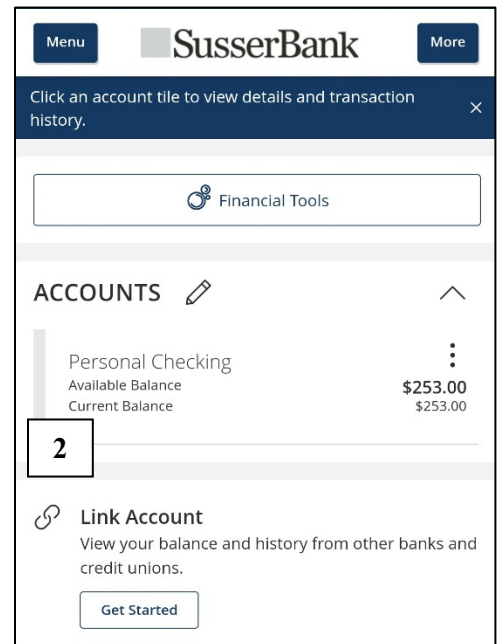 Menu SusserBank More
Click an account tile to view details and transaction
history.
Financial Tools
ACCOUNTS
Personal Checking
Available Balance $253.00
Current Balance $253.00
2
Link Account
View your balance and history from other banks and
credit unions.
Get Started